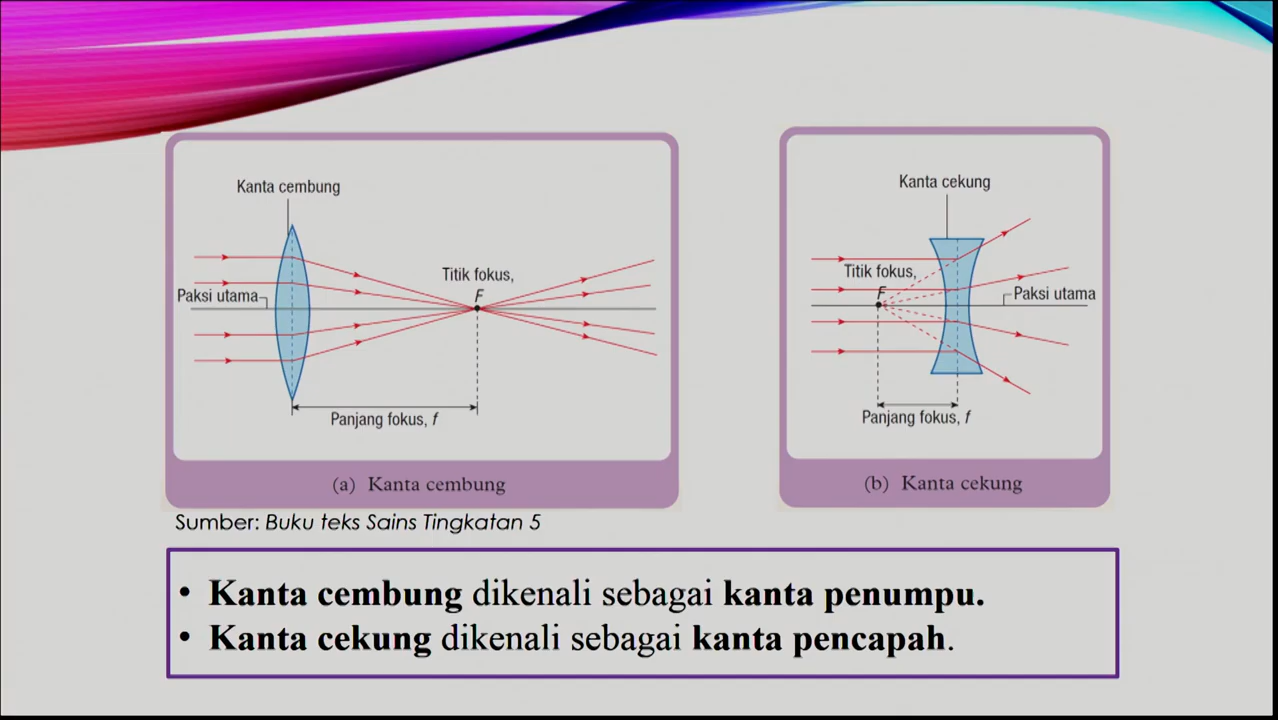 Kanta cembung
Paksi utama
Titik fokus,
F
Panjang fokus, f
(a) Kanta cembung
Kanta cekung
Titik fokus,
F
Paksi utama
Panjang fokus, f
(b) Kanta cekung
Sumber: Buku teks Sains Tingkatan 5
• Kanta cembung dikenali sebagai kanta penumpu.
• Kanta cekung dikenali sebagai kanta pencapah.